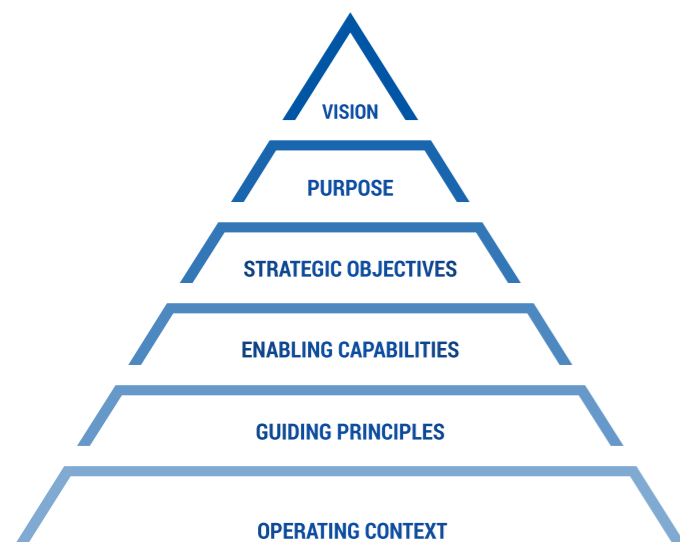 VISION
PURPOSE
STRATEGIC OBJECTIVES
ENABLING CAPABILITIES
GUIDING PRINCIPLES
OPERATING CONTEXT